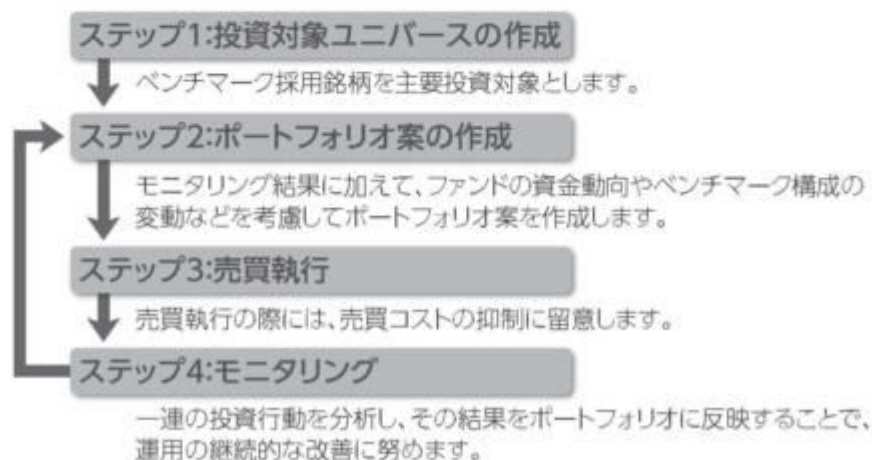 ステップ1:投資対象ユニバースの作成
ベンチマーク採用銘柄を主要投資対象とします。
ステップ2:ポートフォリオ案の作成
モニタリング結果に加えて、ファンドの資金動向やベンチマーク構成の
変動などを考慮してポートフォリオ案を作成します。
ステップ3:売買執行
売買執行の際には、売買コストの抑制に留意します。
ステップ4:モニタリング
一連の投資行動を分析し、その結果をポートフォリオに反映することで、
運用の継続的な改善に努めます。